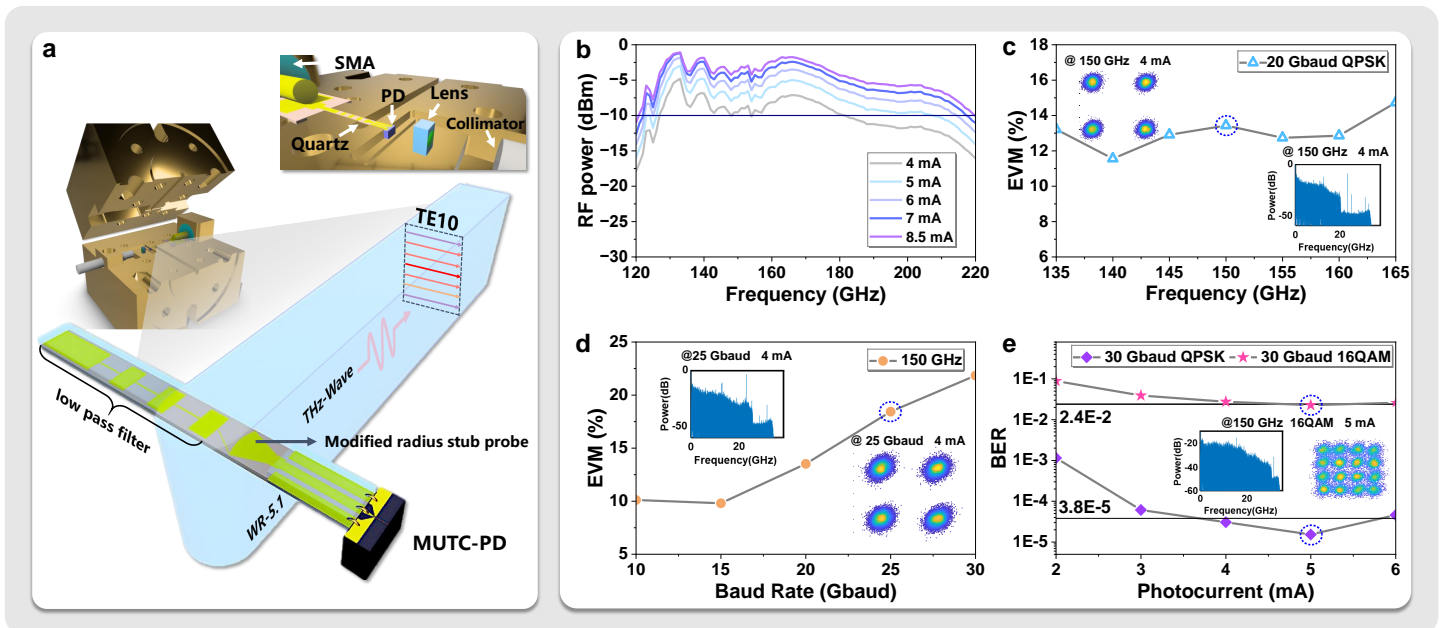 a
SMA
PD
Lens
Collimator
Quartz
TE10
THz-Wave
low pass filter
Modified radius stub probe
WR-5.1
MUTC-PD
b
RF power (dBm)
0
−5
−10
−15
−20
−25
−30
4 mA
5 mA
6 mA
7 mA
8.5 mA
120 140 160 180 200 220
Frequency (GHz)
c
EVM (%)
18
16
14
12
10
8
6
@ 150 GHz 4 mA
20 Gbaud QPSK
@ 150 GHz 4 mA
Power(dB)
0
-50
0 20
Frequency(GHz)
135 140 145 150 155 160 165
Frequency (GHz)
d
EVM (%)
25
20
15
10
5
@25 Gbaud 4 mA
150 GHz
Power(dB)
0
-50
0 20
Frequency(GHz)
@ 25 Gbaud 4 mA
10 15 20 25 30
Baud Rate (Gbaud)
e
30 Gbaud QPSK 30 Gbaud 16QAM
BER
1E-1
1E-2
1E-3
1E-4
1E-5
2.4E-2
3.8E-5
@150 GHz 16QAM 5 mA
Power(dB)
-20
-40
-60
0 20
Frequency(GHz)
2 3 4 5 6
Photocurrent (mA)